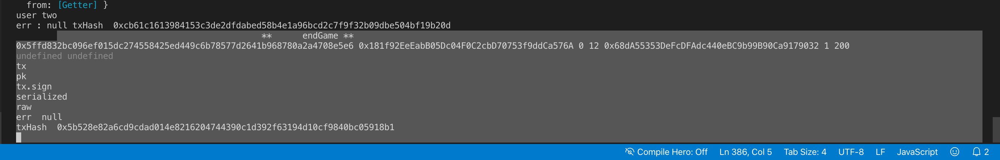 from: [Getter] }
user two
err : null txHash  0xcb61c1613984153c3de2dfdabed58b4e1a96bcd2c7f9f32b09dbe504bf19b20d
**      endGame **
0x5ffd832bc096ef015dc274558425ed449c6b78577d2641b968780a2a4708e5e6 0x181f92EeEabB05Dc04F0C2cbD70753f9ddCa576A 0 12 0x68dA55353DeFcDFAdc440eBC9b99B90Ca9179032 1 200
undefined undefined
tx
pk
tx.sign
serialized
raw
err  null
txHash  0x5b528e82a6cd9cdad014e8216204744390c1d392f63194d10cf9840bc05918b1
Compile Hero: Off Ln 386, Col 5 Tab Size: 4 UTF-8 LF JavaScript 2